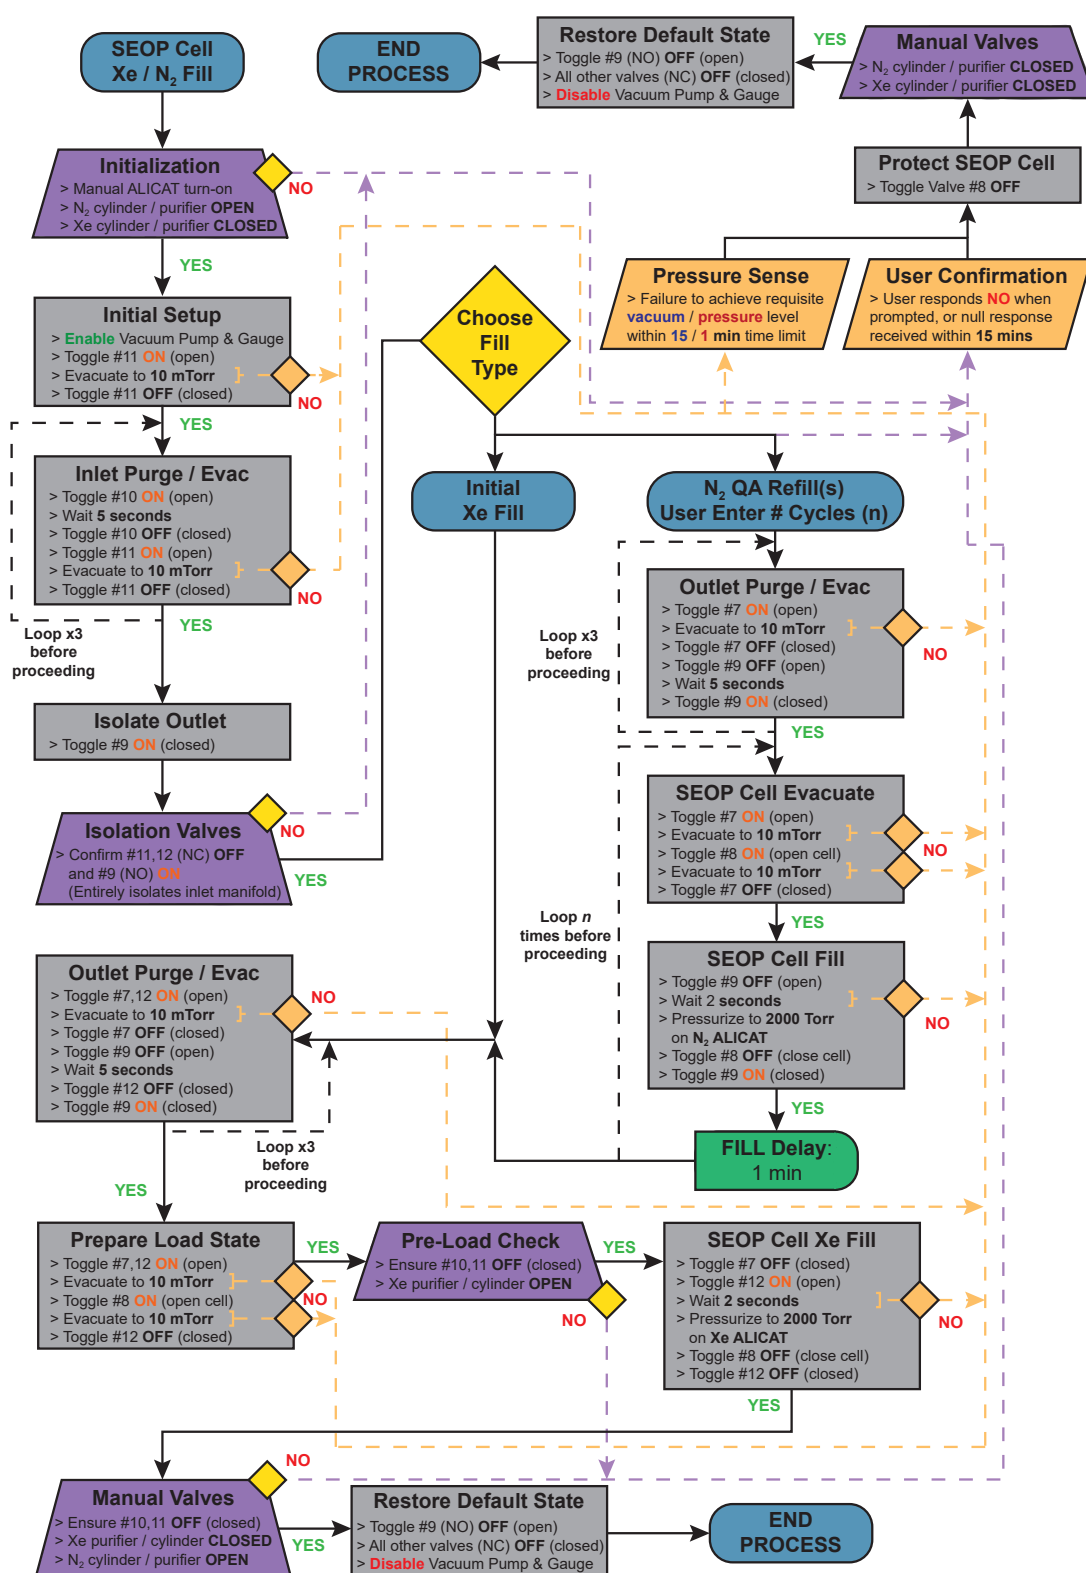 SEOP Cell
Xe / N₂ Fill
END
PROCESS
Restore Default State
> Toggle #9 (NO) OFF (open)
> All other valves (NC) OFF (closed)
> Disable Vacuum Pump & Gauge
YES
Manual Valves
> N₂ cylinder / purifier CLOSED
> Xe cylinder / purifier CLOSED
Initialization
> Manual ALICAT turn-on
> N₂ cylinder / purifier OPEN
> Xe cylinder / purifier CLOSED
NO
YES
Protect SEOP Cell
> Toggle Valve #8 OFF
Pressure Sense
> Failure to achieve requisite
vacuum / pressure level
within 15 / 1 min time limit
User Confirmation
> User responds NO when
prompted, or null response
received within 15 mins
Initial Setup
> Enable Vacuum Pump & Gauge
> Toggle #11 ON (open)
> Evacuate to 10 mTorr
> Toggle #11 OFF (closed)
NO
YES
Choose
Fill
Type
Inlet Purge / Evac
> Toggle #10 ON (open)
> Wait 5 seconds
> Toggle #10 OFF (closed)
> Toggle #11 ON (open)
> Evacuate to 10 mTorr
> Toggle #11 OFF (closed)
NO
YES
Loop x3
before
proceeding
Initial
Xe Fill
N₂ QA Refill(s)
User Enter # Cycles (n)
Outlet Purge / Evac
> Toggle #7 ON (open)
> Evacuate to 10 mTorr
> Toggle #7 OFF (closed)
> Toggle #9 OFF (open)
> Wait 5 seconds
> Toggle #9 ON (closed)
NO
YES
Loop x3
before
proceeding
Isolate Outlet
> Toggle #9 ON (closed)
Isolation Valves
> Confirm #11,12 (NC) OFF
and #9 (NO) ON
(Entirely isolates inlet manifold)
NO
YES
SEOP Cell Evacuate
> Toggle #7 ON (open)
> Evacuate to 10 mTorr
> Toggle #8 ON (open cell)
> Evacuate to 10 mTorr
> Toggle #7 OFF (closed)
NO
YES
Loop n
times before
proceeding
SEOP Cell Fill
> Toggle #9 OFF (open)
> Wait 2 seconds
> Pressurize to 2000 Torr
on N₂ ALICAT
> Toggle #8 OFF (close cell)
> Toggle #9 ON (closed)
NO
YES
FILL Delay:
1 min
Outlet Purge / Evac
> Toggle #7,12 ON (open)
> Evacuate to 10 mTorr
> Toggle #7 OFF (closed)
> Toggle #9 OFF (open)
> Wait 5 seconds
> Toggle #12 OFF (closed)
> Toggle #9 ON (closed)
NO
Loop x3
before
proceeding
YES
Prepare Load State
> Toggle #7,12 ON (open)
> Evacuate to 10 mTorr
> Toggle #8 ON (open cell)
> Evacuate to 10 mTorr
> Toggle #12 OFF (closed)
YES
NO
Pre-Load Check
> Ensure #10,11 OFF (closed)
> Xe purifier / cylinder OPEN
YES
NO
SEOP Cell Xe Fill
> Toggle #7 OFF (closed)
> Toggle #12 ON (open)
> Wait 2 seconds
> Pressurize to 2000 Torr
on Xe ALICAT
> Toggle #8 OFF (close cell)
> Toggle #12 OFF (closed)
NO
YES
Manual Valves
> Ensure #10,11 OFF (closed)
> Xe purifier / cylinder CLOSED
> N₂ cylinder / purifier OPEN
NO
YES
Restore Default State
> Toggle #9 (NO) OFF (open)
> All other valves (NC) OFF (closed)
> Disable Vacuum Pump & Gauge
END
PROCESS